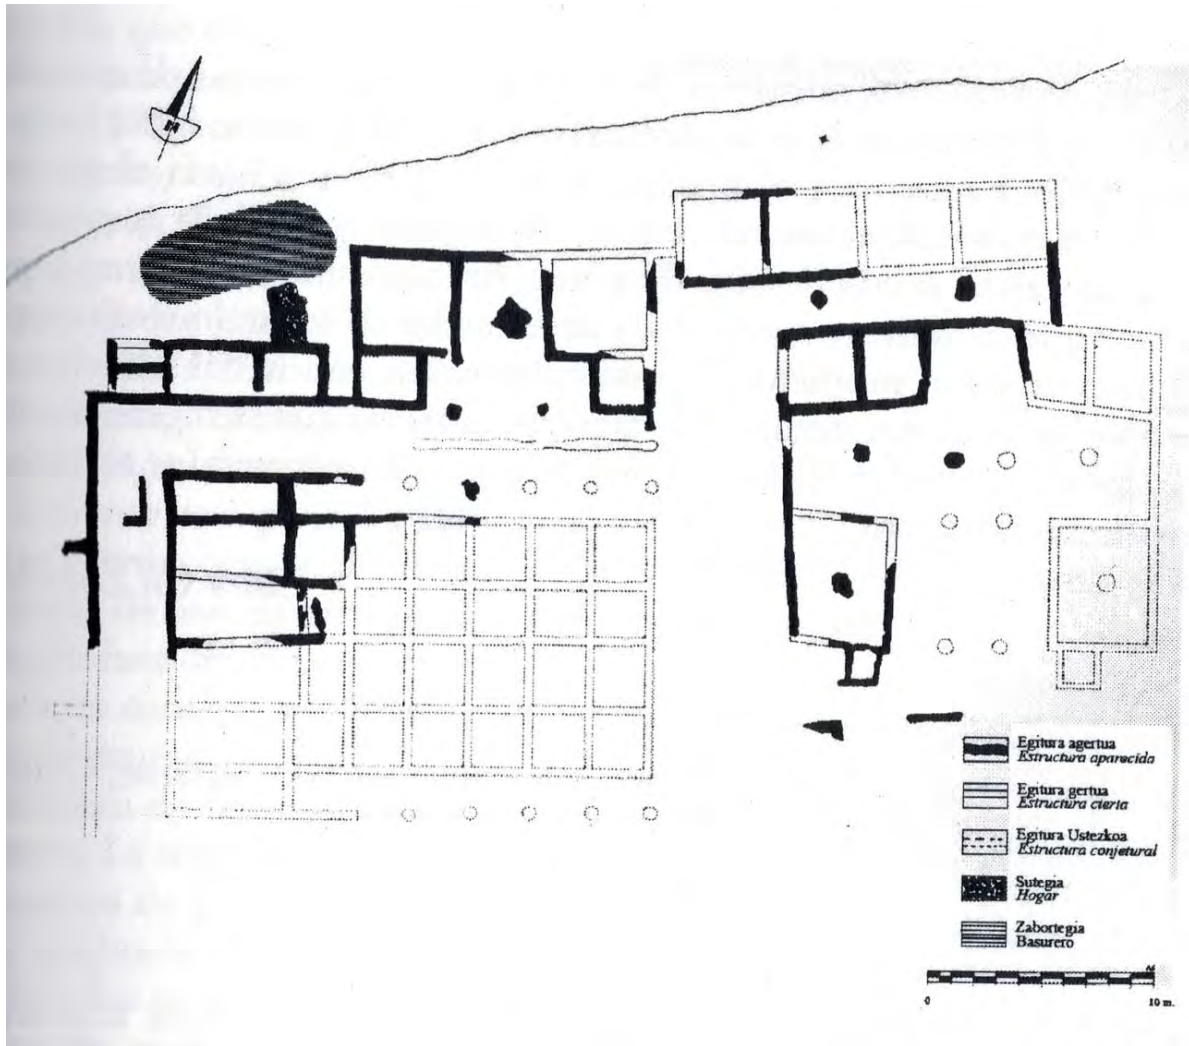 N
Egitura agertua
Estructura aparecida
Egitura gertua
Estructura cierta
Egitura Ustezkoa
Estructura conjetural
Sutegia
Hogar
Zabortegia
Basurero
0
10 m.